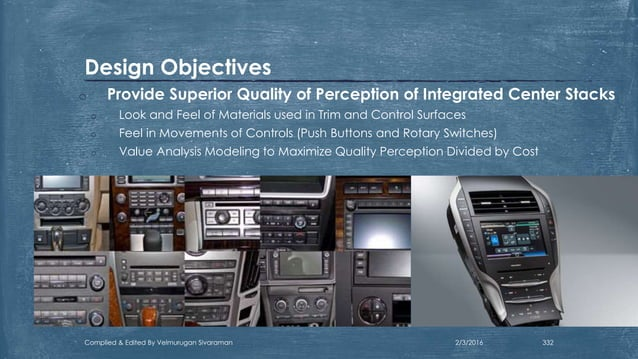 Design Objectives
Provide Superior Quality of Perception of Integrated Center Stacks
Look and Feel of Materials used in Trim and Control Surfaces
Feel in Movements of Controls (Push Buttons and Rotary Switches)
Value Analysis Modeling to Maximize Quality Perception Divided by Cost
Complied & Edited By Velmurugan Sivaraman 2/3/2016 332